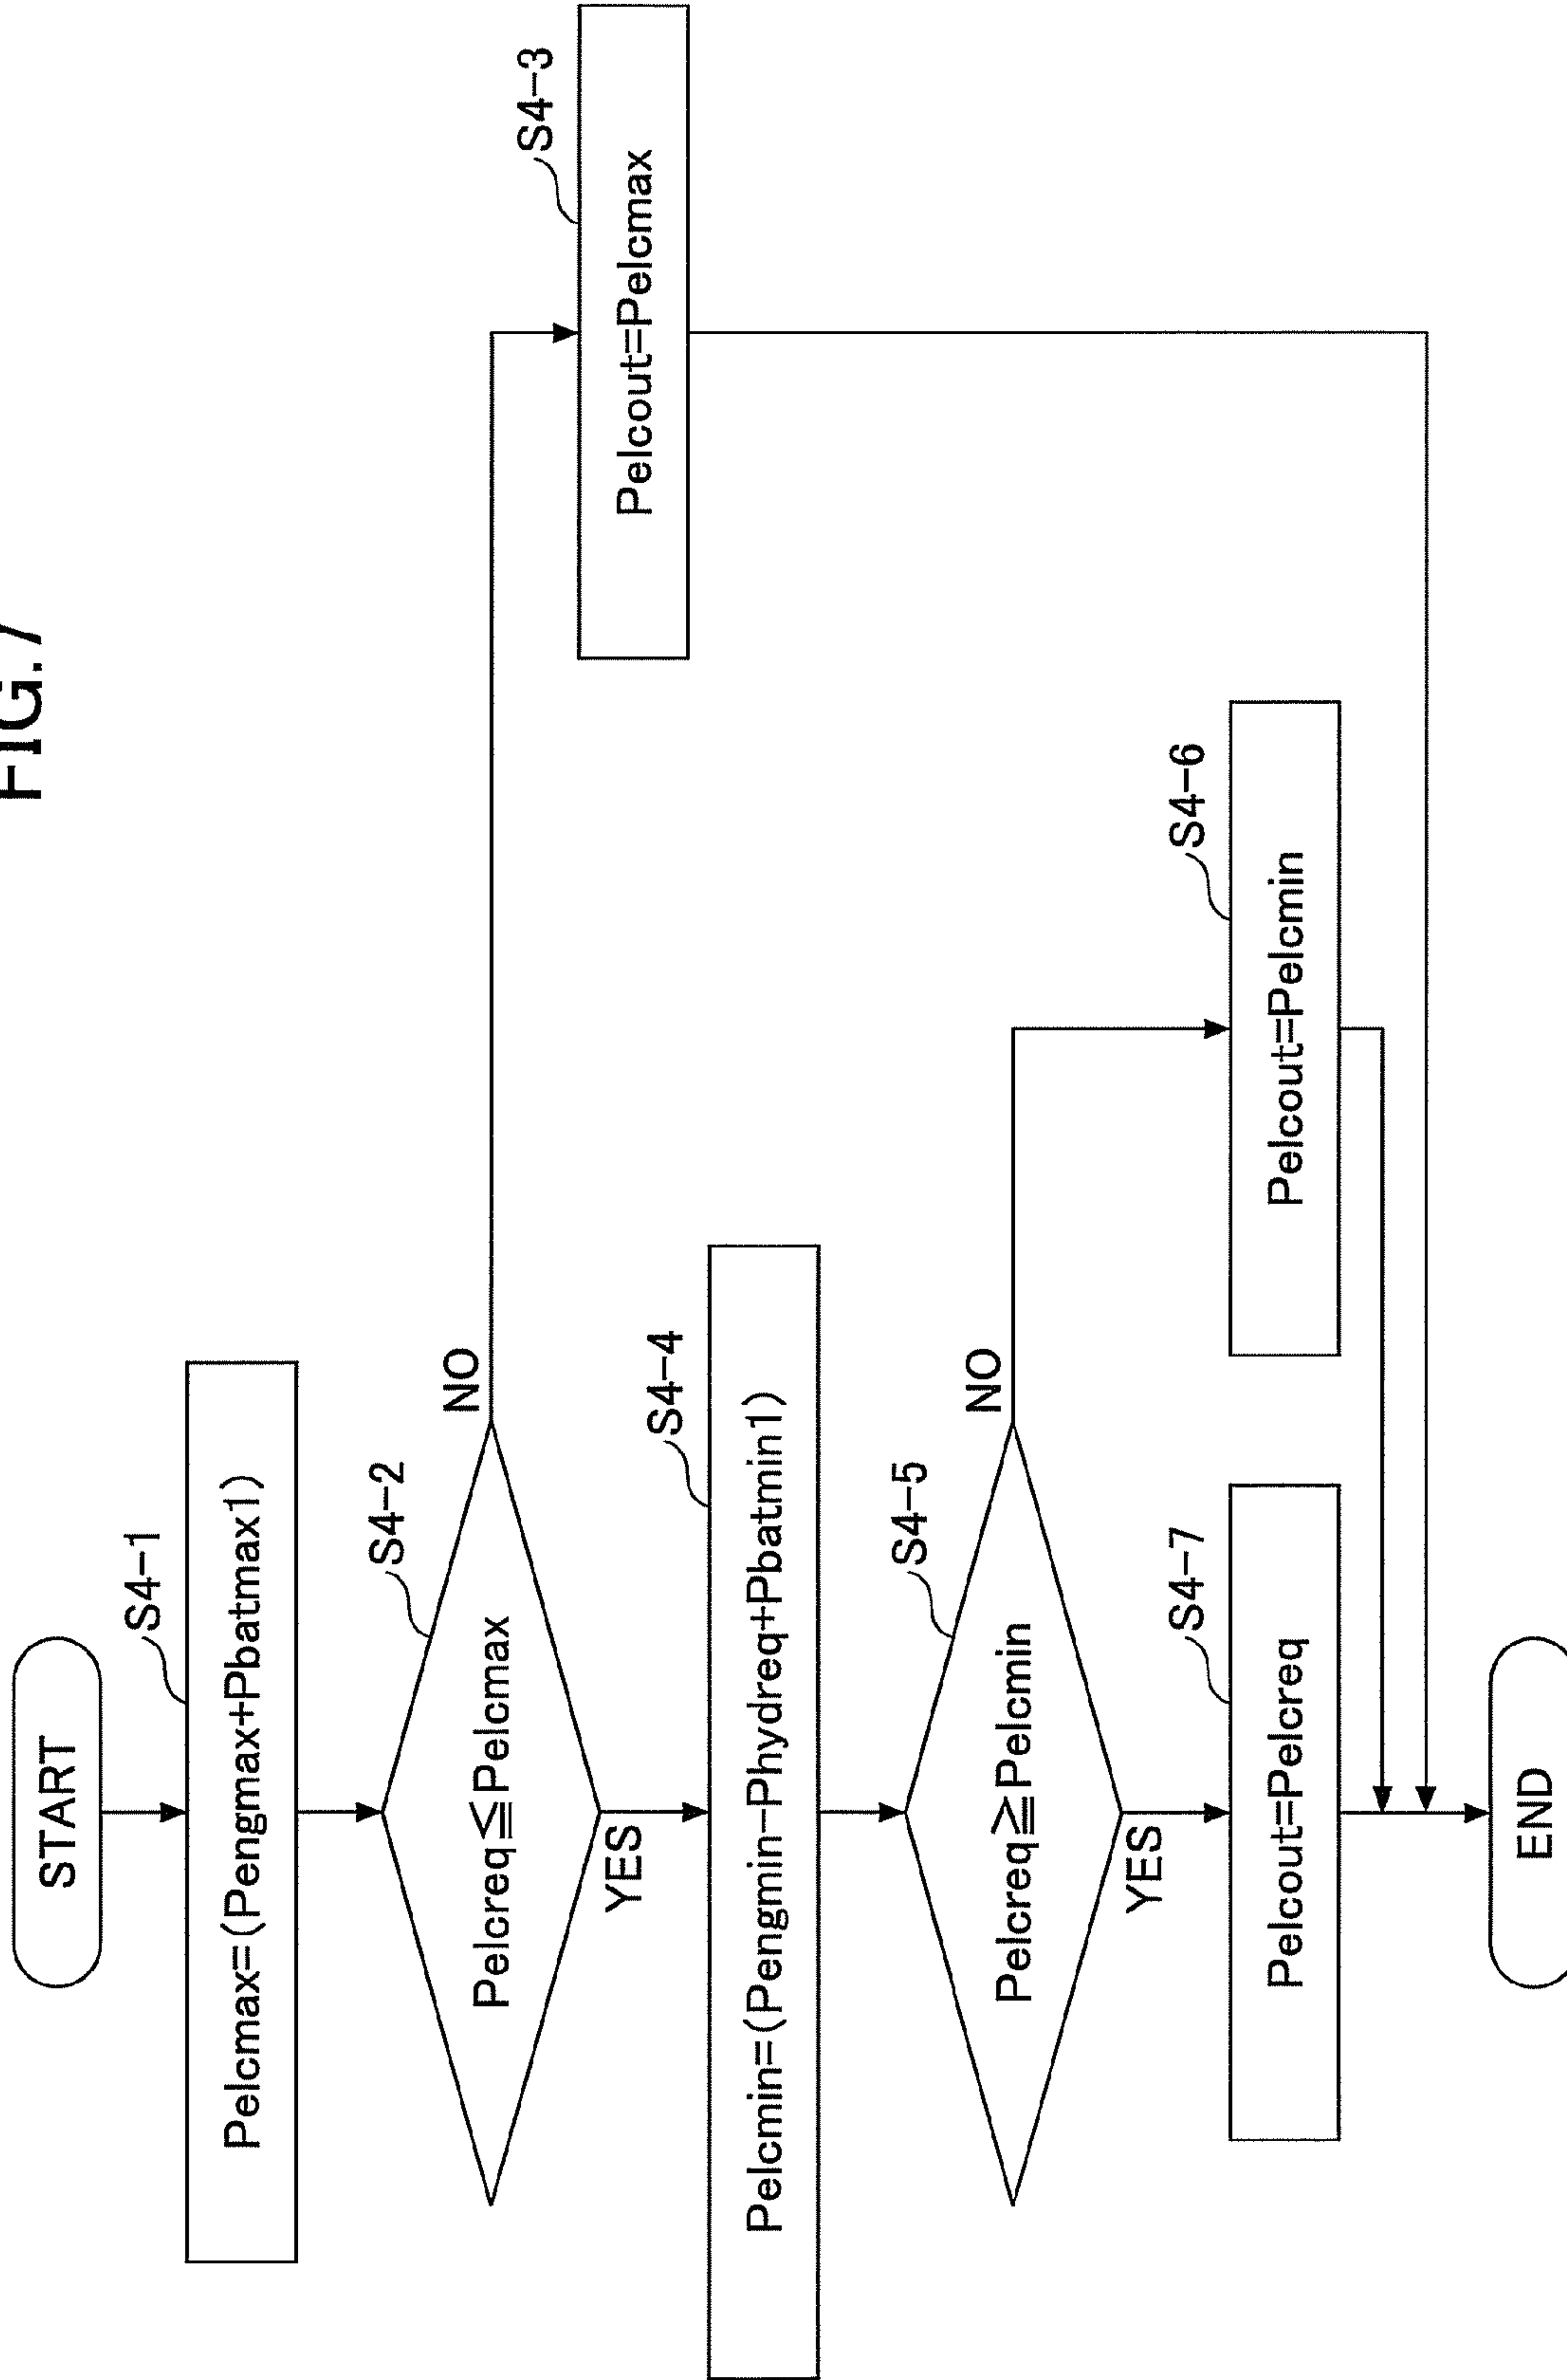 FIG.7
START
S4-1
Pelcmax=(Pengmax+Pbatmax1)
S4-2
Pelcreq≦Pelcmax
NO
YES
S4-3
Pelcout=Pelcmax
S4-4
Pelcmin=(Pengmin-Phydreq+Pbatmin1)
S4-5
Pelcreq≧Pelcmin
NO
YES
S4-6
Pelcout=Pelcmin
S4-7
Pelcout=Pelcreq
END